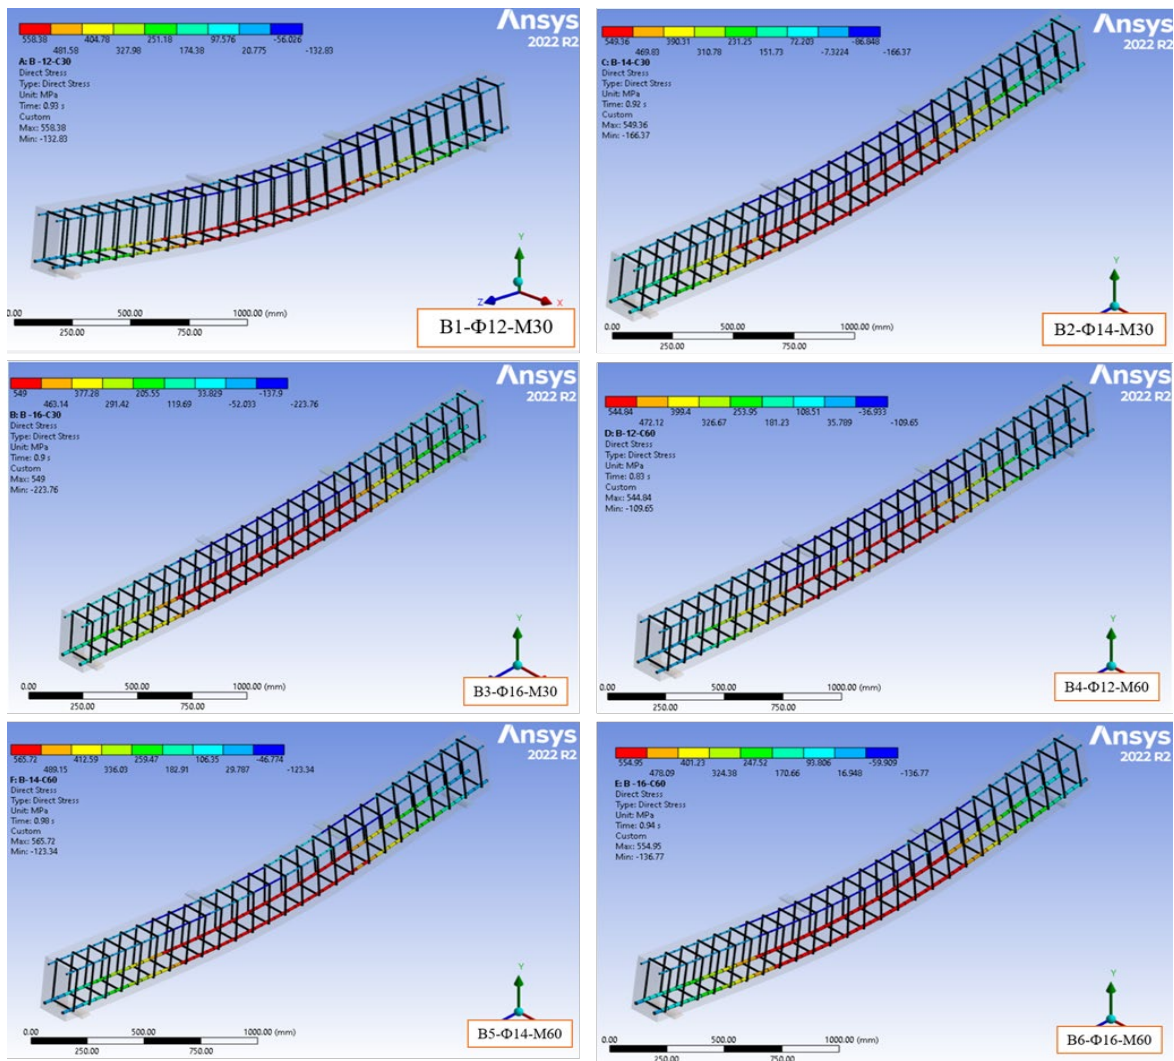 558.38 404.78 251.18 97.576 -56.026
481.58 327.98 174.38 20.775 -132.83
Ansys
2022 R2
A: B -12-C30
Direct Stress
Type: Direct Stress
Unit: MPa
Time: 0.93 s
Custom
Max: 558.38
Min: -132.83
Y
Z X
0.00 500.00 1000.00 (mm)
250.00 750.00
B1-Φ12-M30
549.36 390.31 231.25 72.203 -86.848
469.83 310.78 151.73 -7.3224 -166.37
Ansys
2022 R2
C: B-14-C30
Direct Stress
Type: Direct Stress
Unit: MPa
Time: 0.92 s
Custom
Max: 549.36
Min: -166.37
Y
0.00 500.00 1000.00 (mm)
250.00 750.00
B2-Φ14-M30
549 377.28 205.55 33.829 -137.9
463.14 291.42 119.69 -52.033 -223.76
Ansys
2022 R2
B: B -16-C30
Direct Stress
Type: Direct Stress
Unit: MPa
Time: 0.9 s
Custom
Max: 549
Min: -223.76
Y
0.00 500.00 1000.00 (mm)
250.00 750.00
B3-Φ16-M30
544.84 399.4 253.95 108.51 -36.933
472.12 326.67 181.23 35.789 -109.65
Ansys
2022 R2
D: B-12-C60
Direct Stress
Type: Direct Stress
Unit: MPa
Time: 0.83 s
Custom
Max: 544.84
Min: -109.65
Y
0.00 500.00 1000.00 (mm)
250.00 750.00
B4-Φ12-M60
565.72 412.59 259.47 106.35 -46.774
489.15 336.03 182.91 29.787 -123.34
Ansys
2022 R2
F: B-14-C60
Direct Stress
Type: Direct Stress
Unit: MPa
Time: 0.98 s
Custom
Max: 565.72
Min: -123.34
Y
0.00 500.00 1000.00 (mm)
250.00 750.00
B5-Φ14-M60
554.95 401.23 247.52 93.806 -59.909
478.09 324.38 170.66 16.948 -136.77
Ansys
2022 R2
E: B -16-C60
Direct Stress
Type: Direct Stress
Unit: MPa
Time: 0.94 s
Custom
Max: 554.95
Min: -136.77
Y
0.00 500.00 1000.00 (mm)
250.00 750.00
B6-Φ16-M60